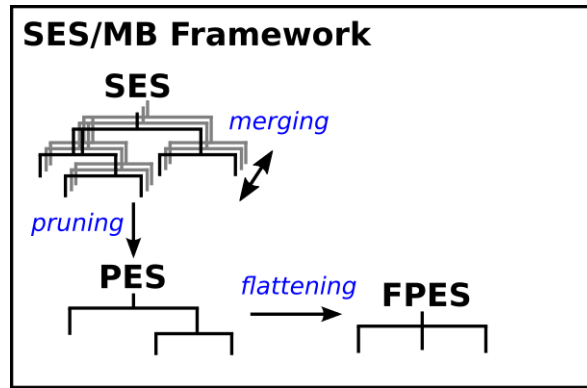 SES/MB Framework
SES
merging
pruning
PES
flattening
FPES